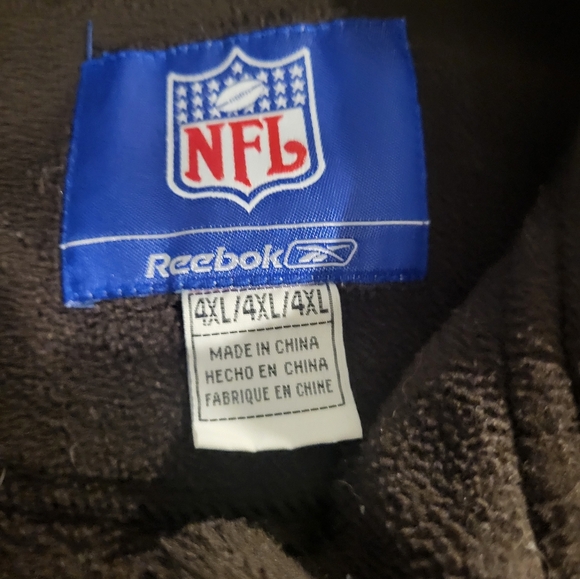 NFL
Reebok
4XL/4XL/4XL
MADE IN CHINA
HECHO EN CHINA
FABRIQUE EN CHINE